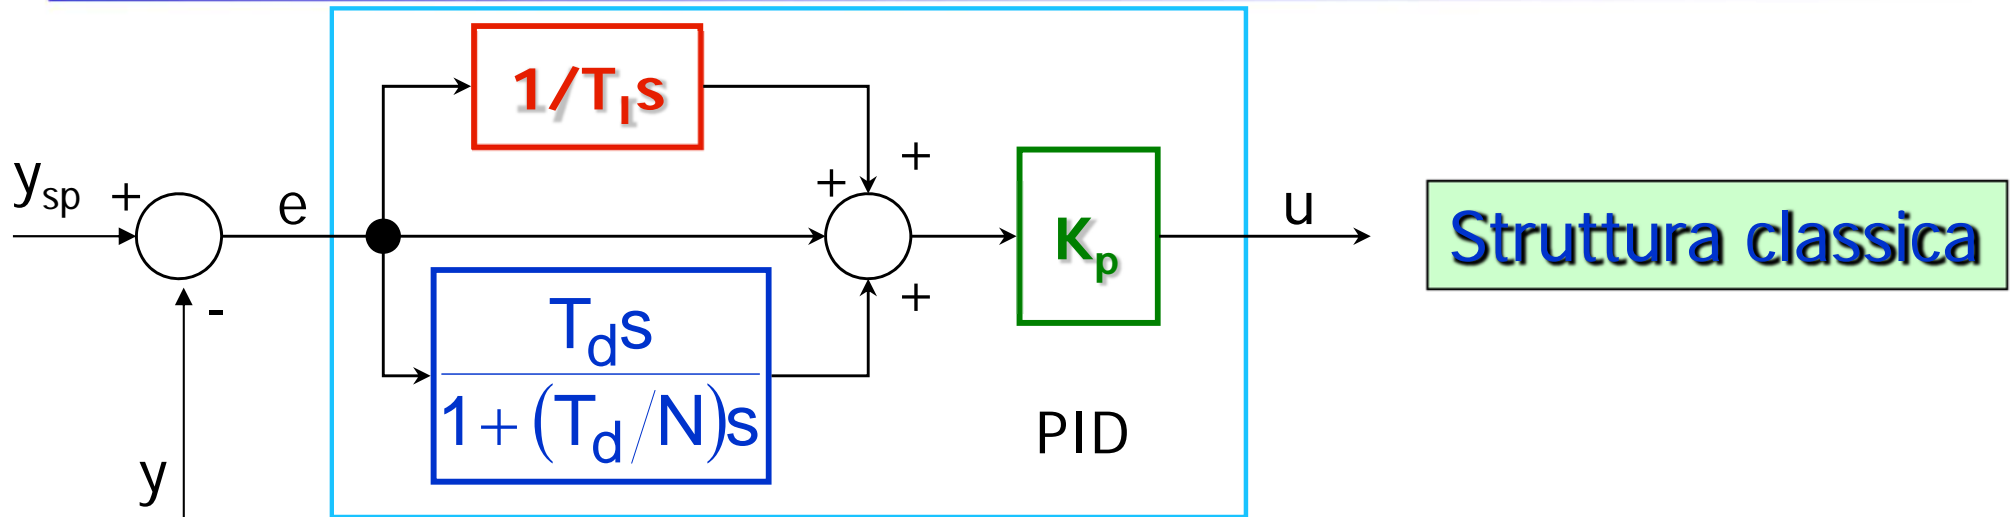 1/T_I s
y_sp
+
e
+
+
K_p
u
Struttura classica
-
+
T_d s
1+(T_d/N)s
PID
y